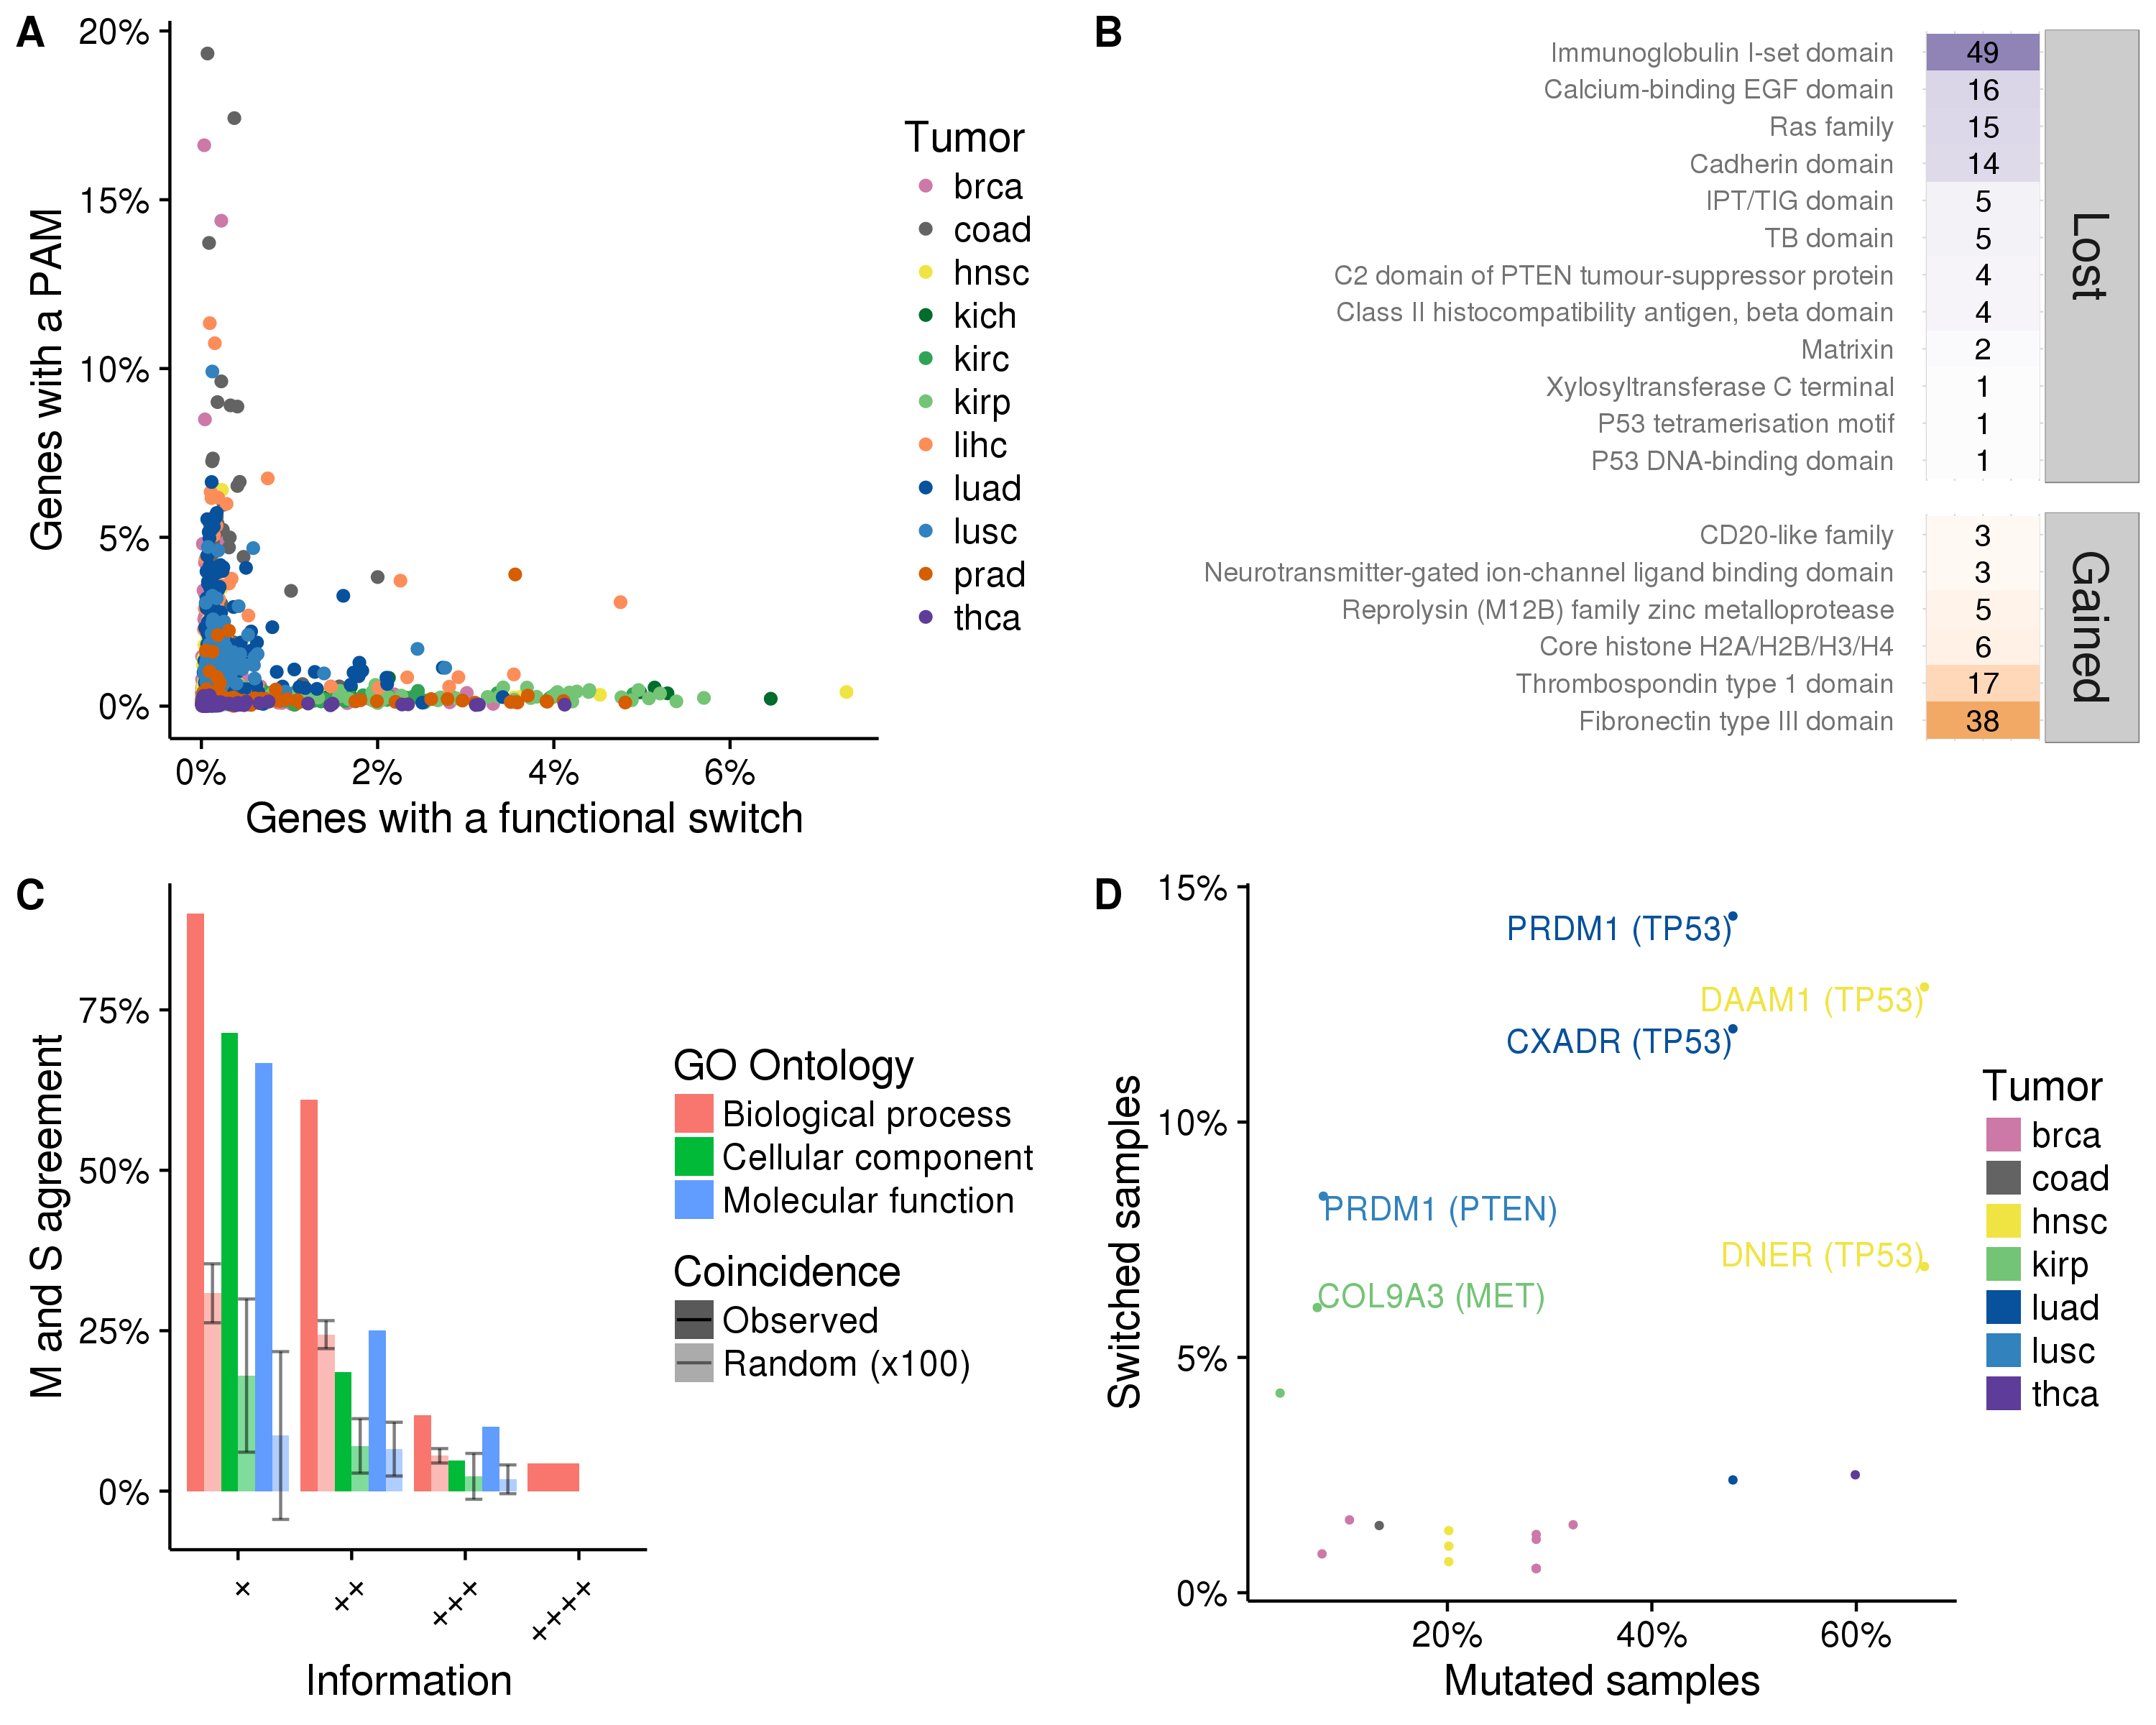 A
20%
15%
10%
5%
0%
Genes with a PAM
0%
2%
4%
6%
Genes with a functional switch
Tumor
brca
coad
hnsc
kich
kirc
kirp
lihc
luad
lusc
prad
thca
B
Immunoglobulin I-set domain 49
Calcium-binding EGF domain 16
Ras family 15
Cadherin domain 14
IPT/TIG domain 5
TB domain 5
C2 domain of PTEN tumour-suppressor protein 4
Class II histocompatibility antigen, beta domain 4
Matrixin 2
Xylosyltransferase C terminal 1
P53 tetramerisation motif 1
P53 DNA-binding domain 1
Lost
CD20-like family 3
Neurotransmitter-gated ion-channel ligand binding domain 3
Reprolysin (M12B) family zinc metalloprotease 5
Core histone H2A/H2B/H3/H4 6
Thrombospondin type 1 domain 17
Fibronectin type III domain 38
Gained
C
75%
50%
25%
0%
M and S agreement
+
++
+++
++++
Information
GO Ontology
Biological process
Cellular component
Molecular function
Coincidence
Observed
Random (x100)
D
15%
10%
5%
0%
Switched samples
PRDM1 (TP53)
DAAM1 (TP53)
CXADR (TP53)
PRDM1 (PTEN)
DNER (TP53)
COL9A3 (MET)
20%
40%
60%
Mutated samples
Tumor
brca
coad
hnsc
kirp
luad
lusc
thca